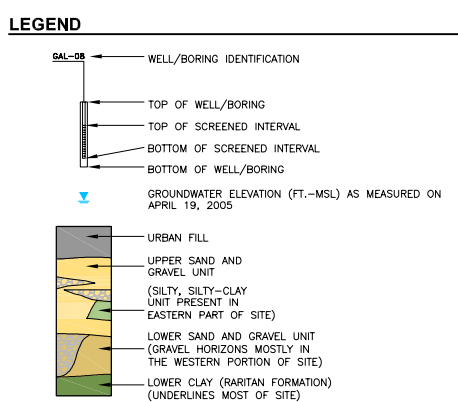 LEGEND
GAL-08
WELL/BORING IDENTIFICATION
TOP OF WELL/BORING
TOP OF SCREENED INTERVAL
BOTTOM OF SCREENED INTERVAL
BOTTOM OF WELL/BORING
GROUNDWATER ELEVATION (FT.-MSL) AS MEASURED ON
APRIL 19, 2005
URBAN FILL
UPPER SAND AND
GRAVEL UNIT
(SILTY, SILTY-CLAY
UNIT PRESENT IN
EASTERN PART OF SITE)
LOWER SAND AND GRAVEL UNIT
(GRAVEL HORIZONS MOSTLY IN
THE WESTERN PORTION OF SITE)
LOWER CLAY (RARITAN FORMATION)
(UNDERLINES MOST OF SITE)